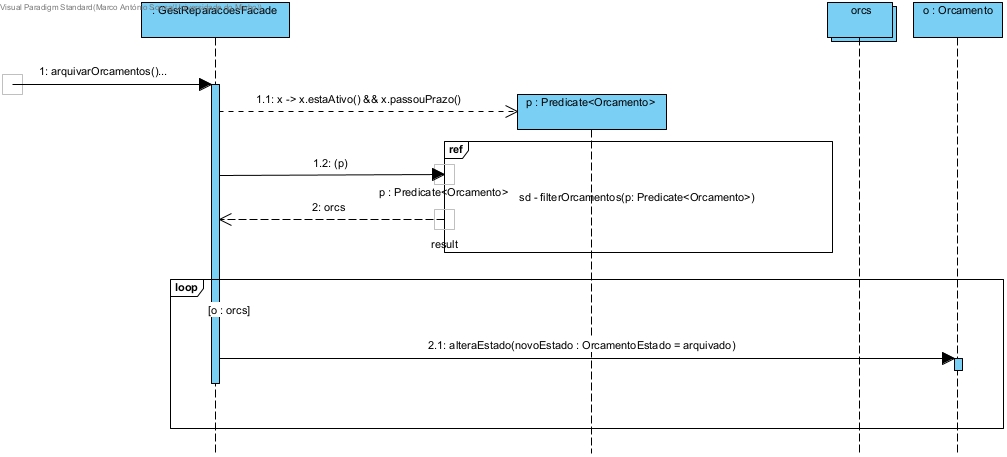 Visual Paradigm Standard(Marco António
: GestReparacoesFacade
orcs
o : Orcamento
1: arquivarOrcamentos()...
1.1: x -> x.estaAtivo() && x.passouPrazo()
p : Predicate<Orcamento>
ref
1.2: (p)
p : Predicate<Orcamento>
sd - filterOrcamentos(p: Predicate<Orcamento>)
2: orcs
result
loop
[o : orcs]
2.1: alteraEstado(novoEstado : OrcamentoEstado = arquivado)